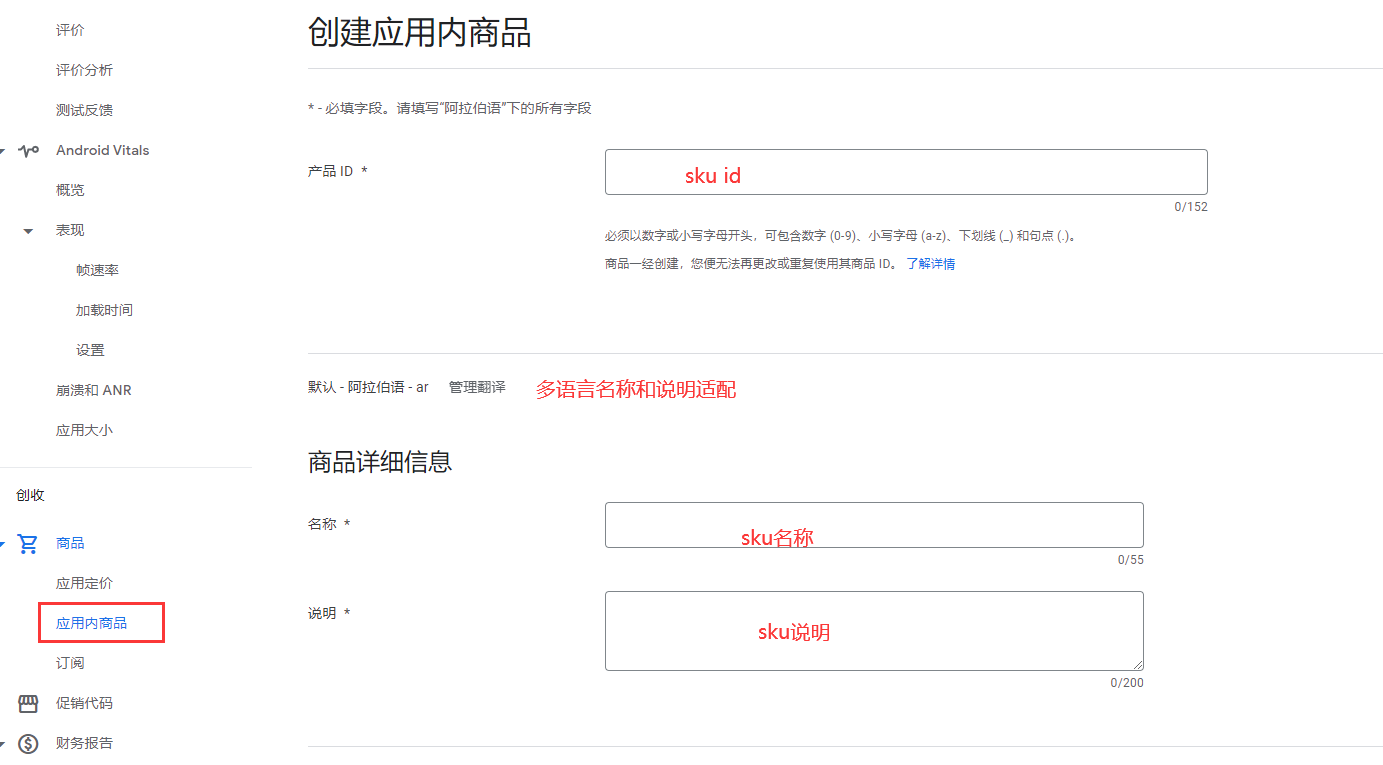 评价
评价分析
测试反馈
Android Vitals
概览
表现
帧速率
加载时间
设置
崩溃和 ANR
应用大小
创收
商品
应用定价
应用内商品
订阅
促销代码
财务报告
创建应用内商品
* - 必填字段。请填写“阿拉伯语”下的所有字段
产品 ID *
sku id
0/152
必须以数字或小写字母开头，可包含数字 (0-9)、小写字母 (a-z)、下划线 (_) 和句点 (.)。
商品一经创建，您便无法再更改或重复使用其商品 ID。 了解详情
默认 - 阿拉伯语 - ar 管理翻译 多语言名称和说明适配
商品详细信息
名称 *
sku名称
0/55
说明 *
sku说明
0/200